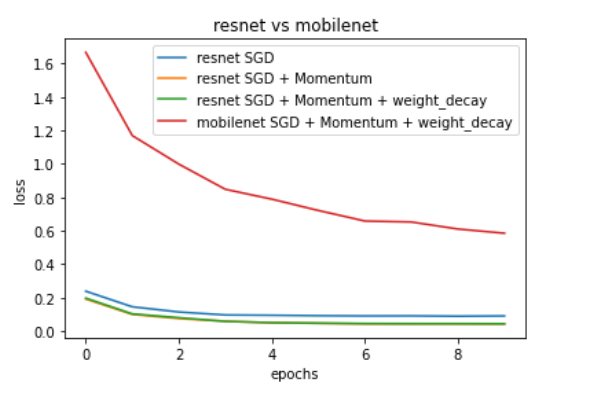 resnet vs mobilenet
resnet SGD
resnet SGD + Momentum
resnet SGD + Momentum + weight_decay
mobilenet SGD + Momentum + weight_decay
1.6
1.4
1.2
1.0
0.8
0.6
0.4
0.2
0.0
loss
0 2 4 6 8
epochs